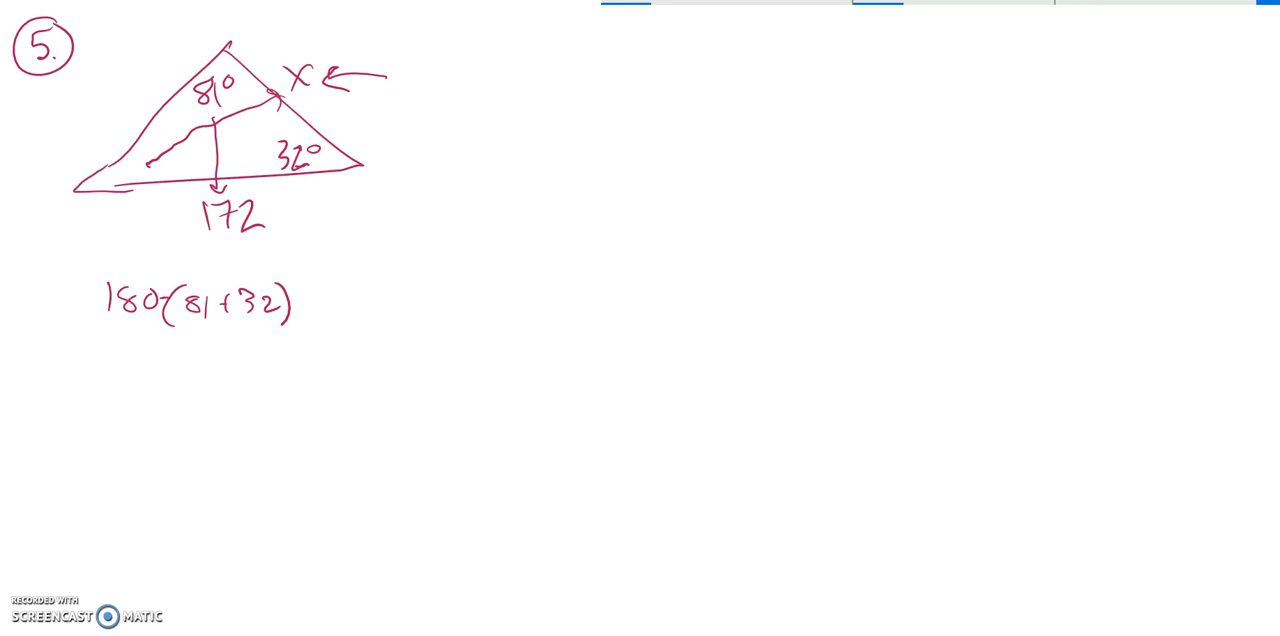 5.
81°
X
32°
172
180-(81+32)
RECORDED WITH
SCREENCAST MATIC